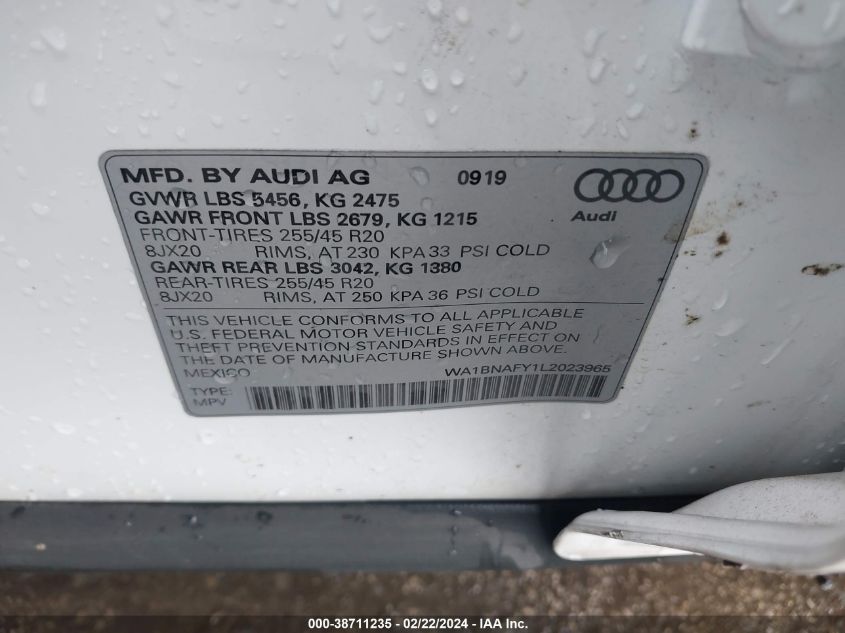 MFD. BY AUDI AG 0919
GVWR LBS 5456, KG 2475
GAWR FRONT LBS 2679, KG 1215
Audi
FRONT-TIRES 255/45 R20
8JX20 RIMS, AT 230 KPA 33 PSI COLD
GAWR REAR LBS 3042, KG 1380
REAR-TIRES 255/45 R20
8JX20 RIMS, AT 250 KPA 36 PSI COLD
THIS VEHICLE CONFORMS TO ALL APPLICABLE
U.S. FEDERAL MOTOR VEHICLE SAFETY AND
THEFT PREVENTION STANDARDS IN EFFECT ON
THE DATE OF MANUFACTURE SHOWN ABOVE.
MEXICO WA1BNAFY1L2023965
TYPE:
MPV
000-38711235 - 02/22/2024 - IAA Inc.